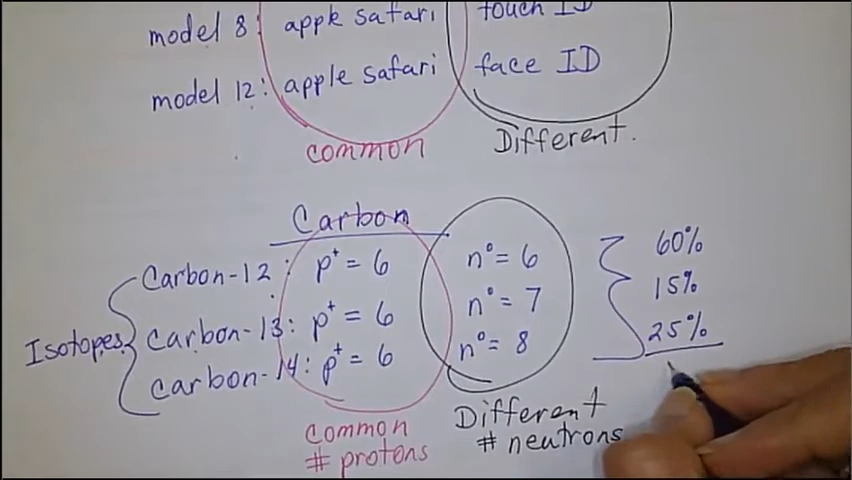 model 8: apple safari touch ID
model 12: apple safari face ID
common Different.
Carbon
Isotopes
Carbon-12: p⁺ = 6 n° = 6 60%
Carbon-13: p⁺ = 6 n° = 7 15%
Carbon-14: p⁺ = 6 n° = 8 25%
Common
# protons
Different
# neutrons